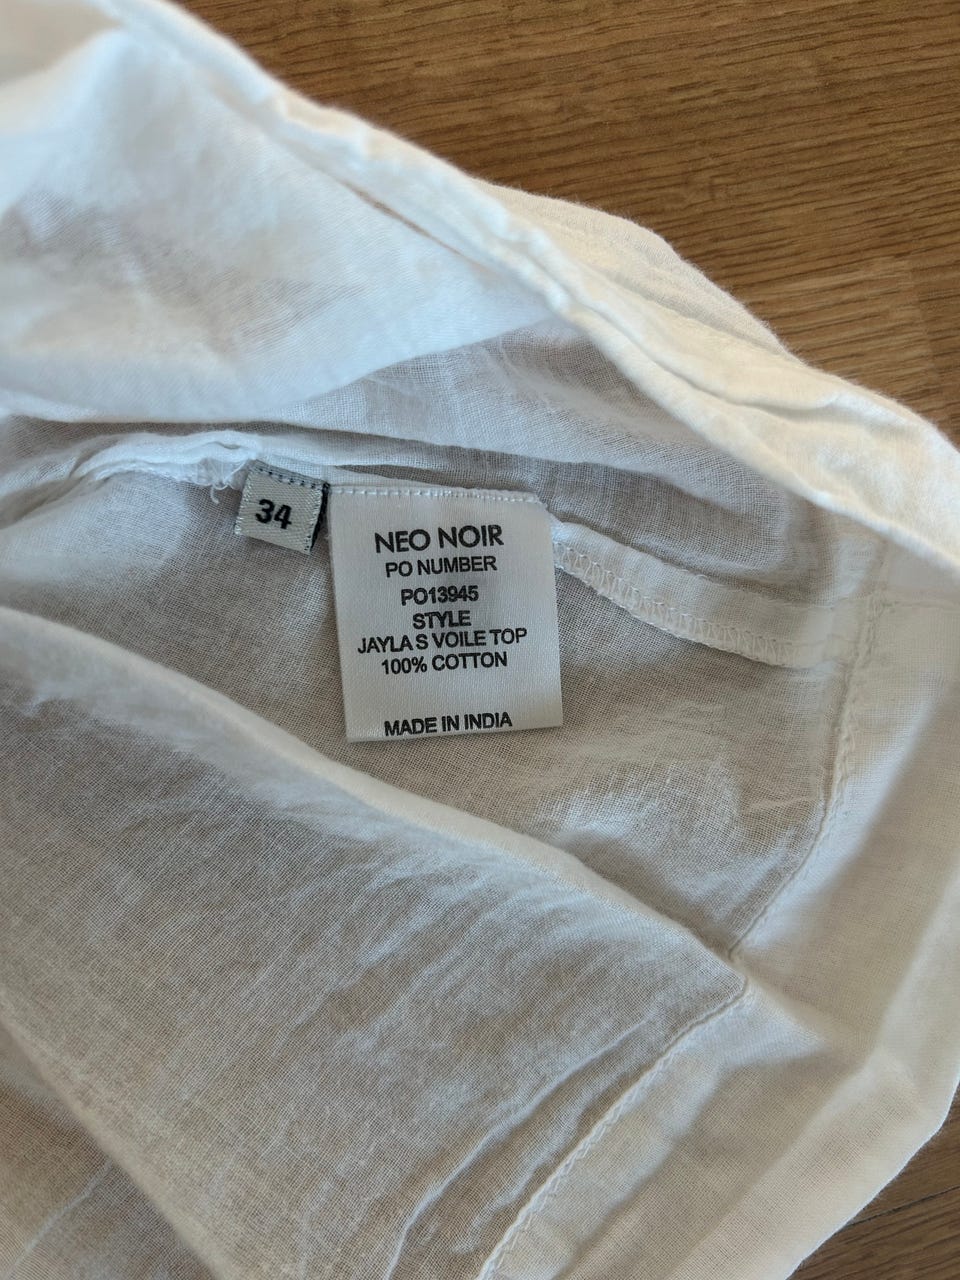 34
NEO NOIR
PO NUMBER
PO13945
STYLE
JAYLA S VOILE TOP
100% COTTON
MADE IN INDIA